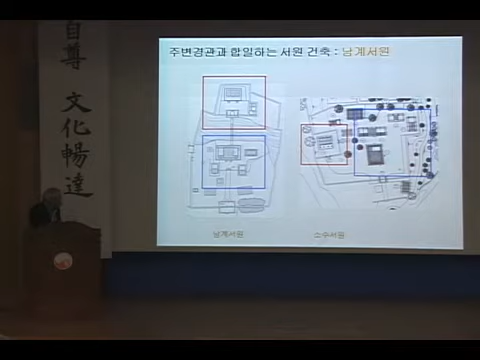 주변경관과 합일하는 서원 건축 : 남계서원
남계서원
소수서원
自尊
文化暢達